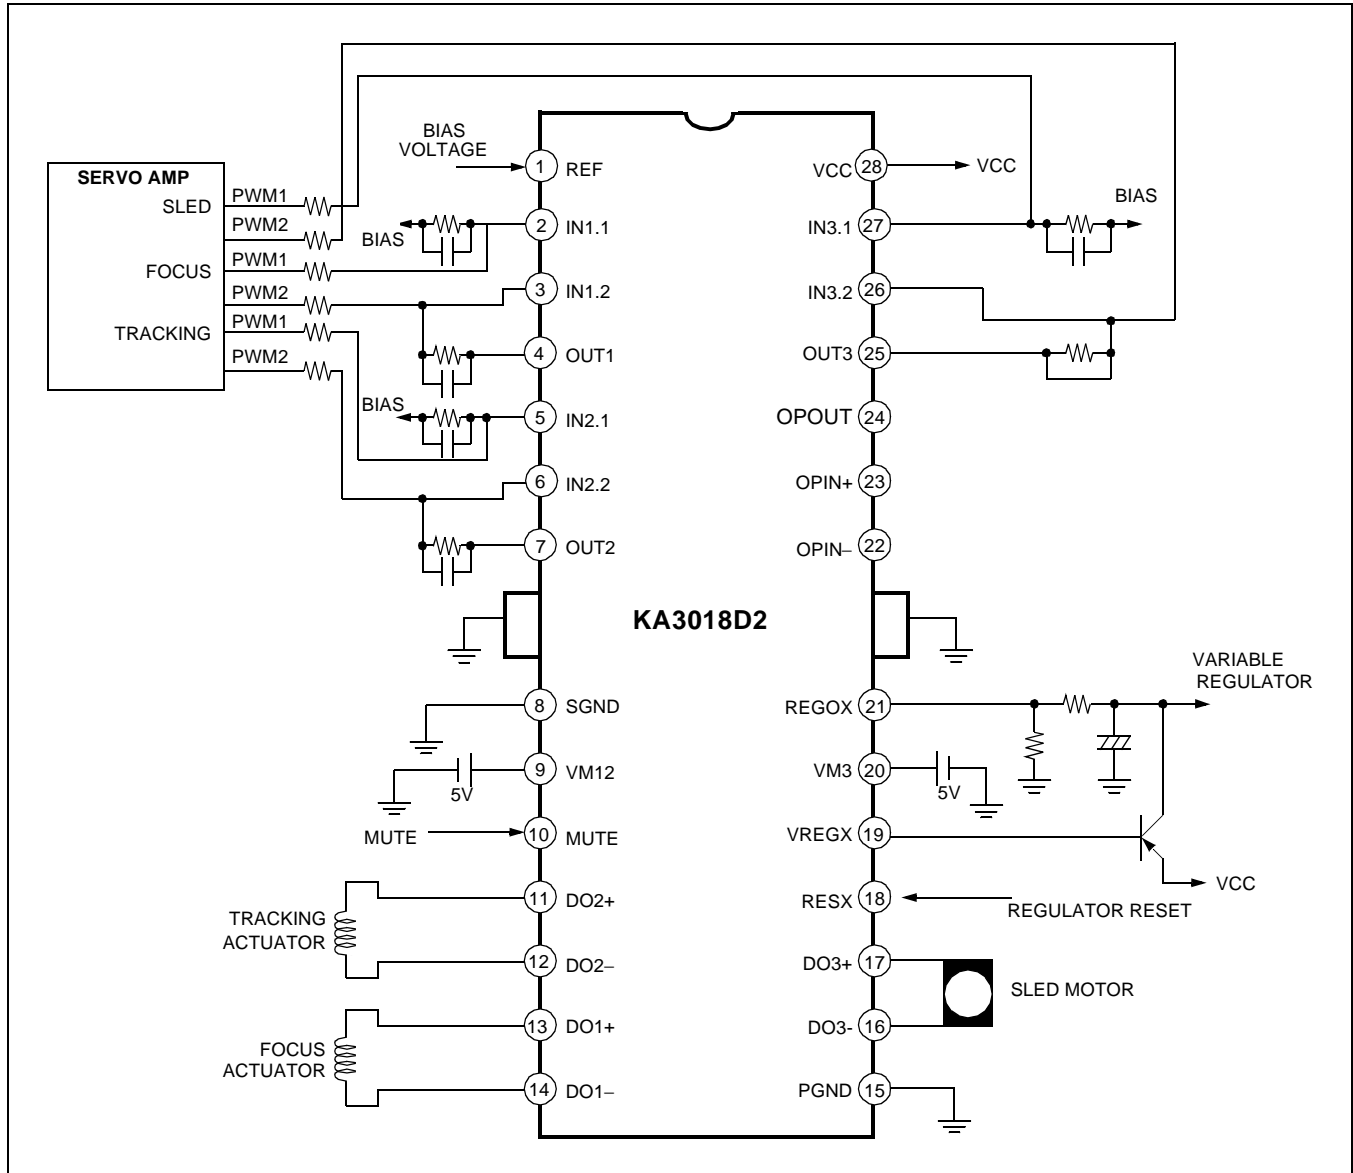 BIAS
VOLTAGE
SERVO AMP
SLED
PWM1
PWM2
FOCUS
PWM1
PWM2
TRACKING
PWM1
PWM2
BIAS
BIAS
1 REF
2 IN1.1
3 IN1.2
4 OUT1
5 IN2.1
6 IN2.2
7 OUT2
KA3018D2
8 SGND
9 VM12
5V
MUTE
10 MUTE
11 DO2+
TRACKING
ACTUATOR
12 DO2–
13 DO1+
FOCUS
ACTUATOR
14 DO1–
VCC 28 VCC
IN3.1 27
BIAS
IN3.2 26
OUT3 25
OPOUT 24
OPIN+ 23
OPIN– 22
VARIABLE
REGULATOR
REGOX 21
VM3 20
5V
VREGX 19
VCC
RESX 18
REGULATOR RESET
DO3+ 17
SLED MOTOR
DO3- 16
PGND 15